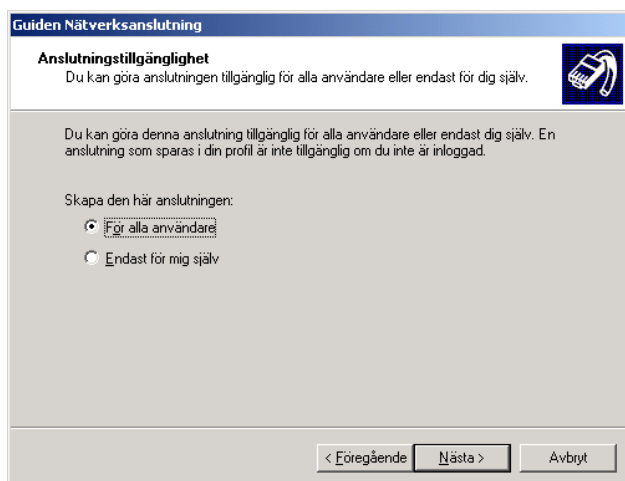 Guiden Nätverksanslutning
Anslutningstillgänglighet
Du kan göra anslutningen tillgänglig för alla användare eller endast för dig själv.
Du kan göra denna anslutning tillgänglig för alla användare eller endast dig själv. En
anslutning som sparas i din profil är inte tillgänglig om du inte är inloggad.
Skapa den här anslutningen:
För alla användare
Endast för mig själv
< Föregående
Nästa >
Avbryt